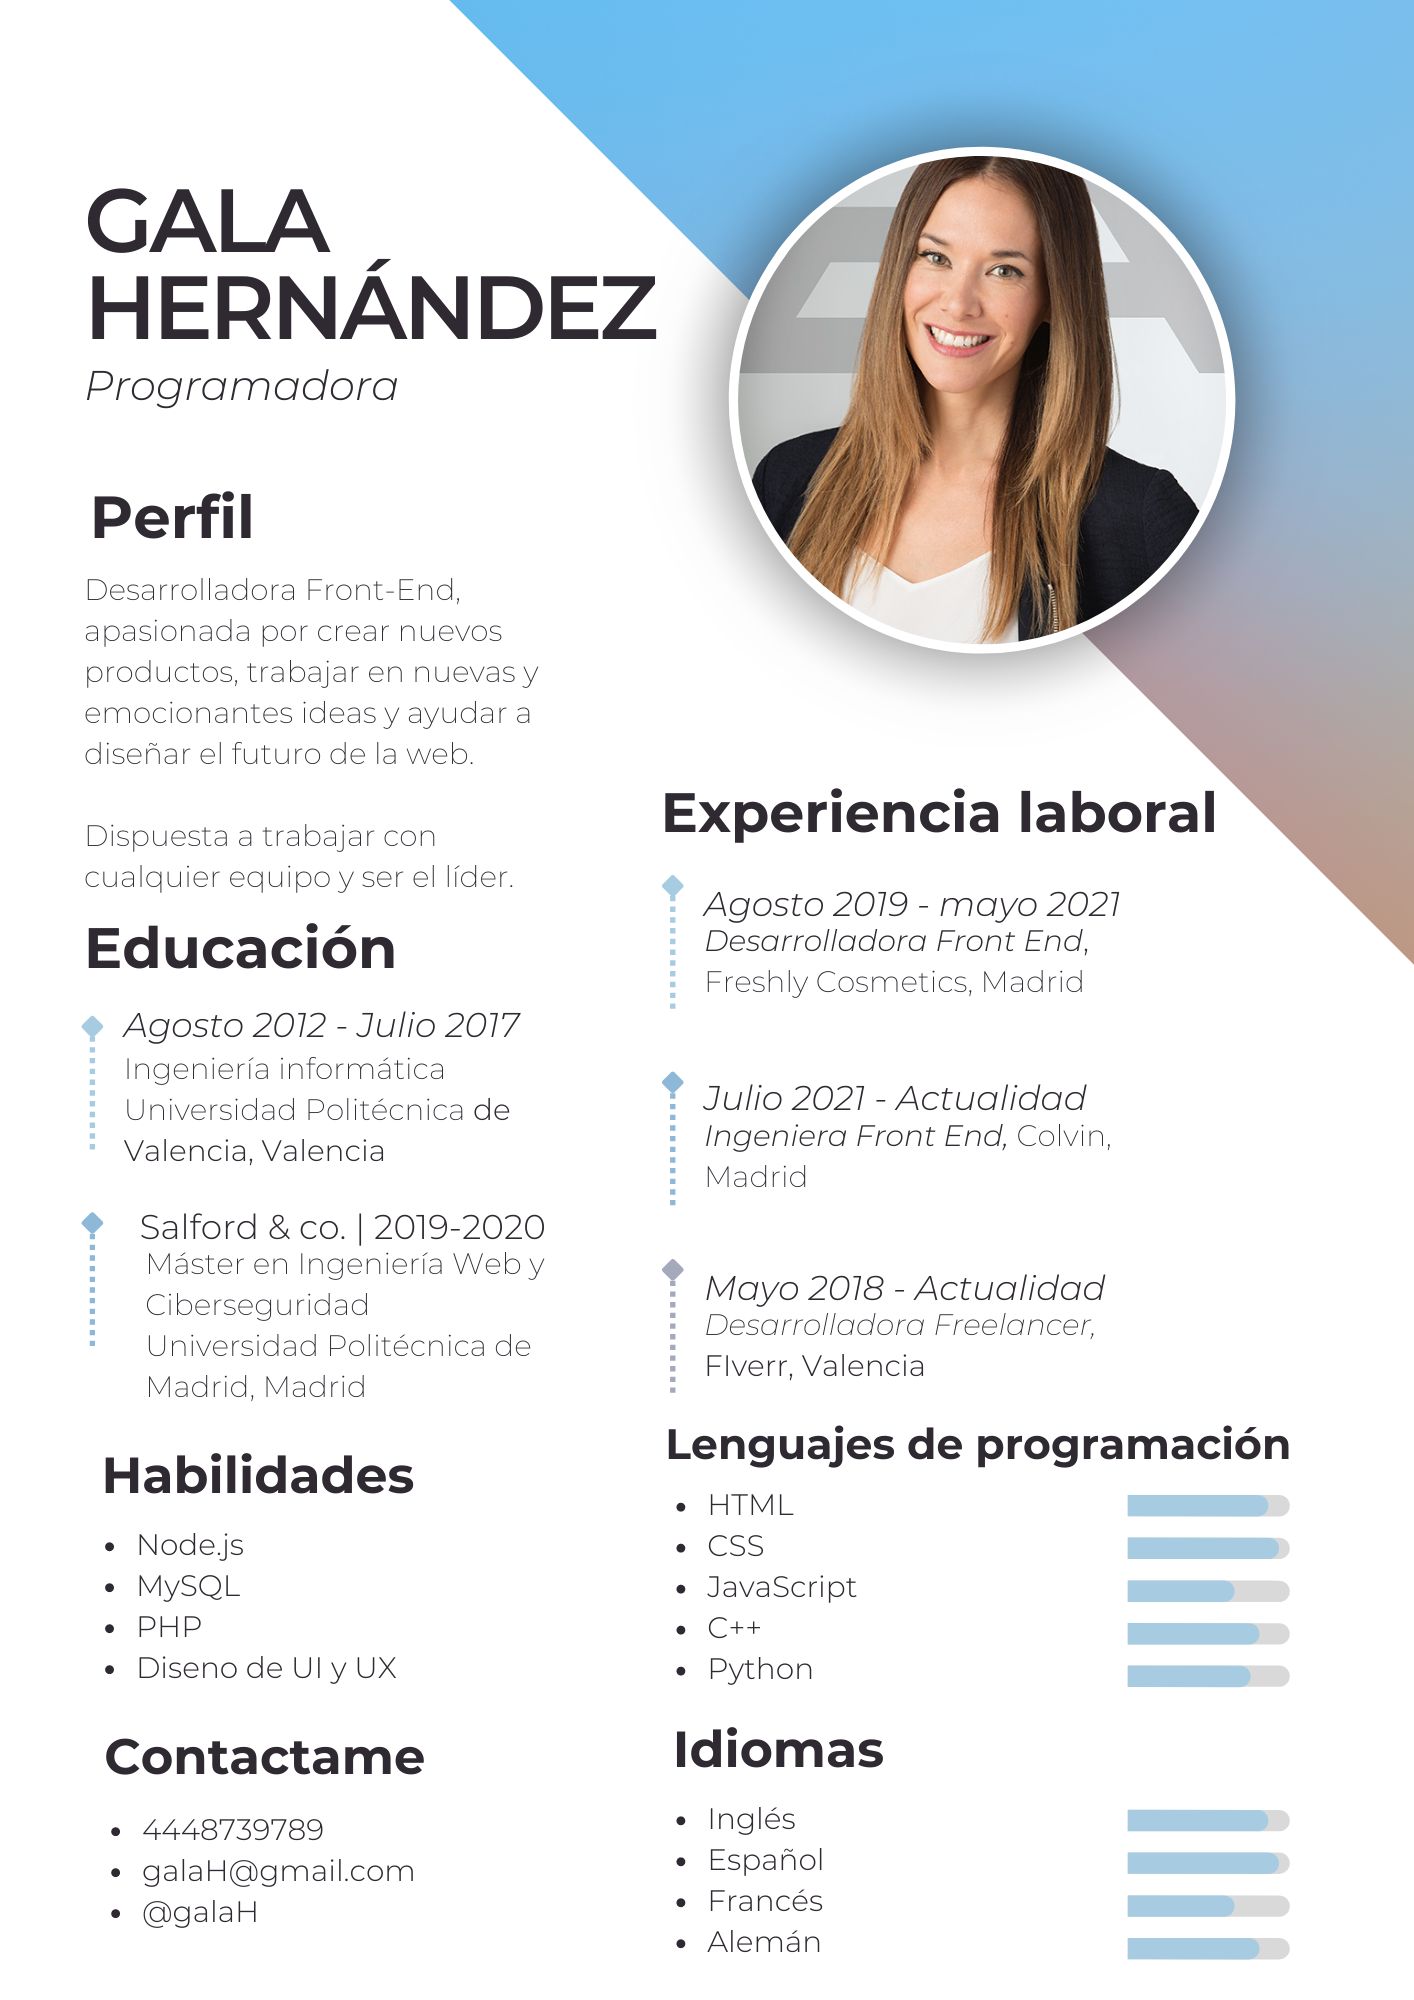 GALA
HERNÁNDEZ
Programadora
Perfil
Desarrolladora Front-End,
apasionada por crear nuevos
productos, trabajar en nuevas y
emocionantes ideas y ayudar a
diseñar el futuro de la web.
Dispuesta a trabajar con
cualquier equipo y ser el líder.
Educación
Agosto 2012 - Julio 2017
Ingeniería informática
Universidad Politécnica de
Valencia, Valencia
Salford & co. | 2019-2020
Máster en Ingeniería Web y
Ciberseguridad
Universidad Politécnica de
Madrid, Madrid
Habilidades
• Node.js
• MySQL
• PHP
• Diseno de UI y UX
Contactame
• 4448739789
• galaH@gmail.com
• @galaH
Experiencia laboral
Agosto 2019 - mayo 2021
Desarrolladora Front End,
Freshly Cosmetics, Madrid
Julio 2021 - Actualidad
Ingeniera Front End, Colvin,
Madrid
Mayo 2018 - Actualidad
Desarrolladora Freelancer,
FIverr, Valencia
Lenguajes de programación
• HTML
• CSS
• JavaScript
• C++
• Python
Idiomas
• Inglés
• Español
• Francés
• Alemán